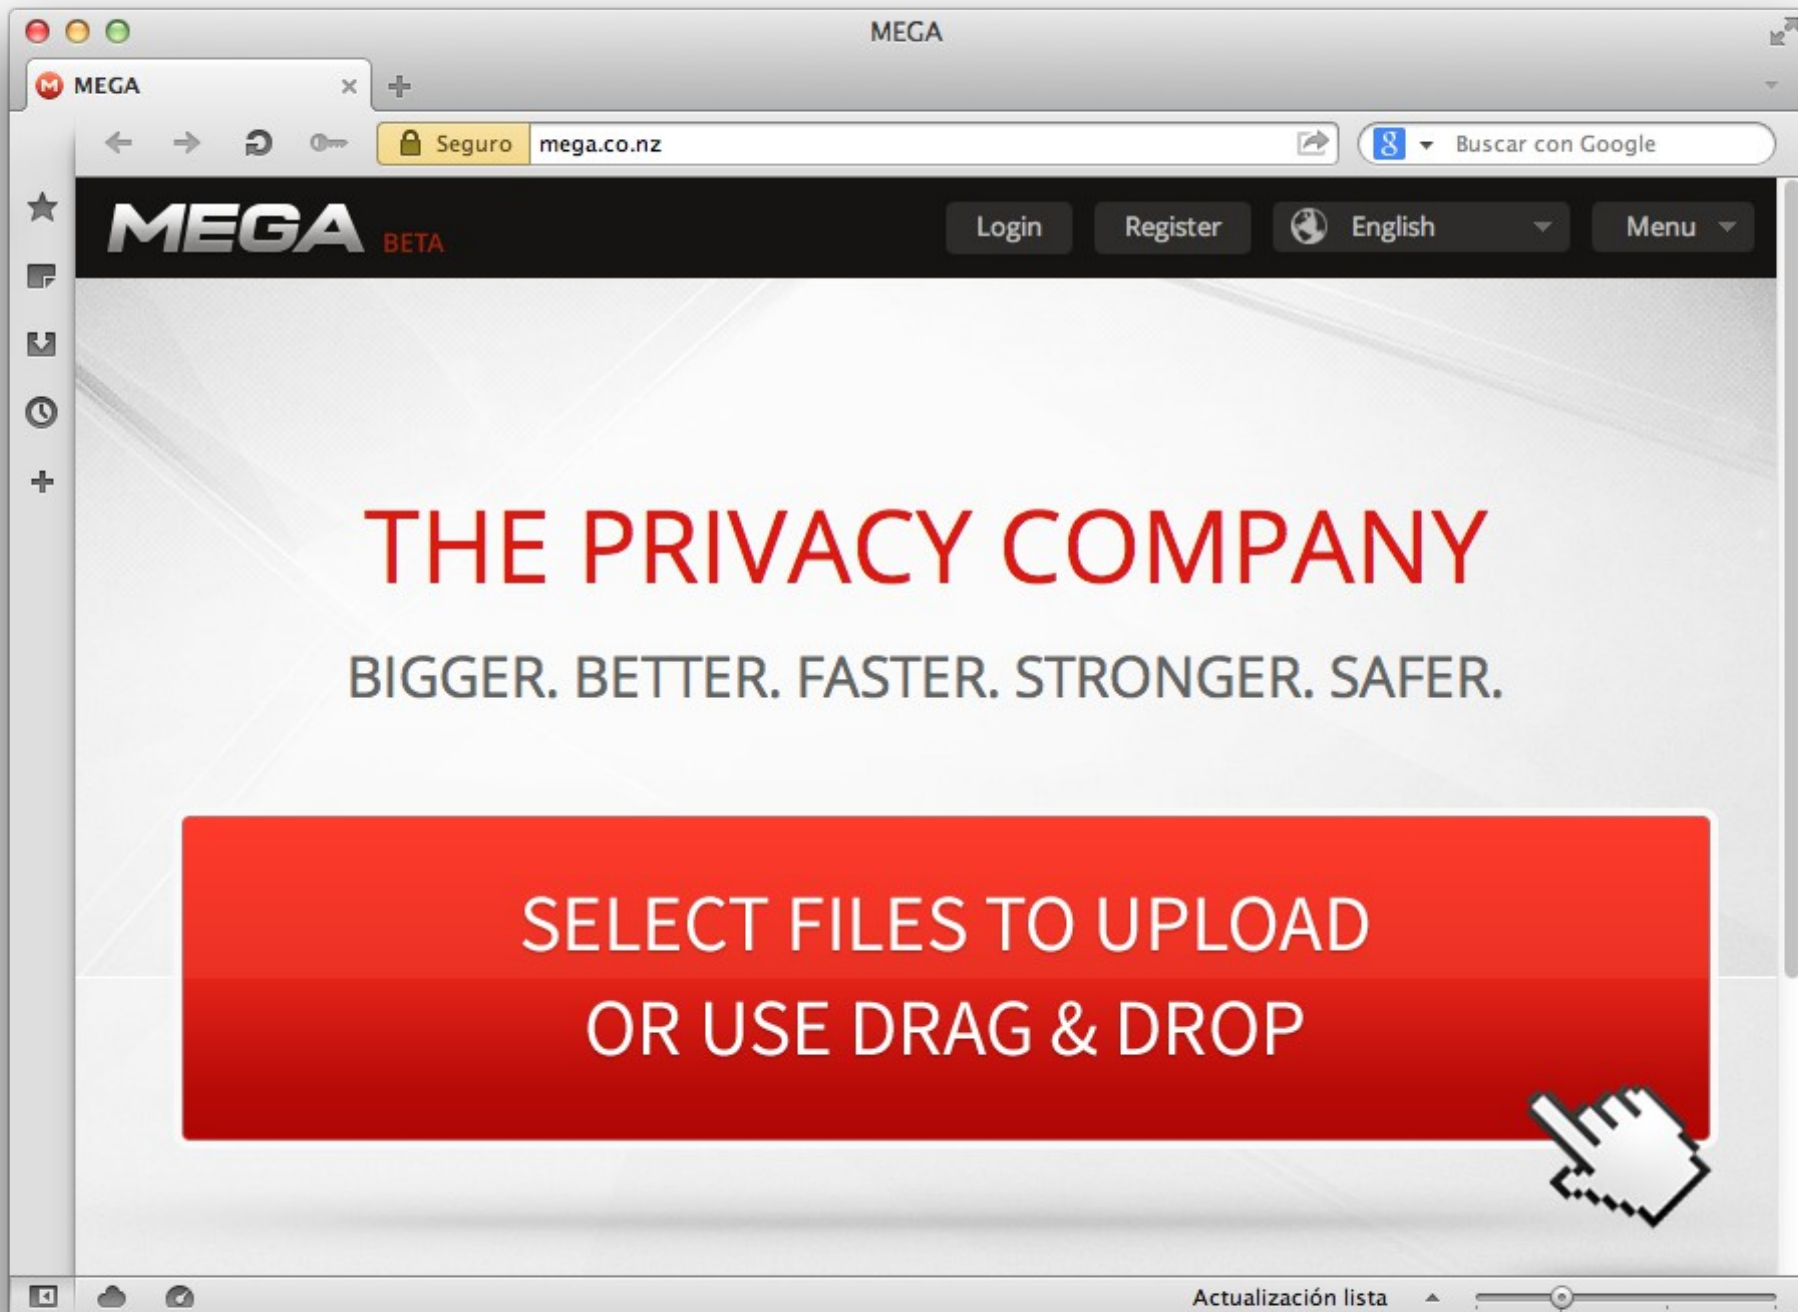 MEGA
MEGA
Seguro mega.co.nz Buscar con Google
MEGA BETA Login Register English Menu
THE PRIVACY COMPANY
BIGGER. BETTER. FASTER. STRONGER. SAFER.
SELECT FILES TO UPLOAD
OR USE DRAG & DROP
Actualización lista